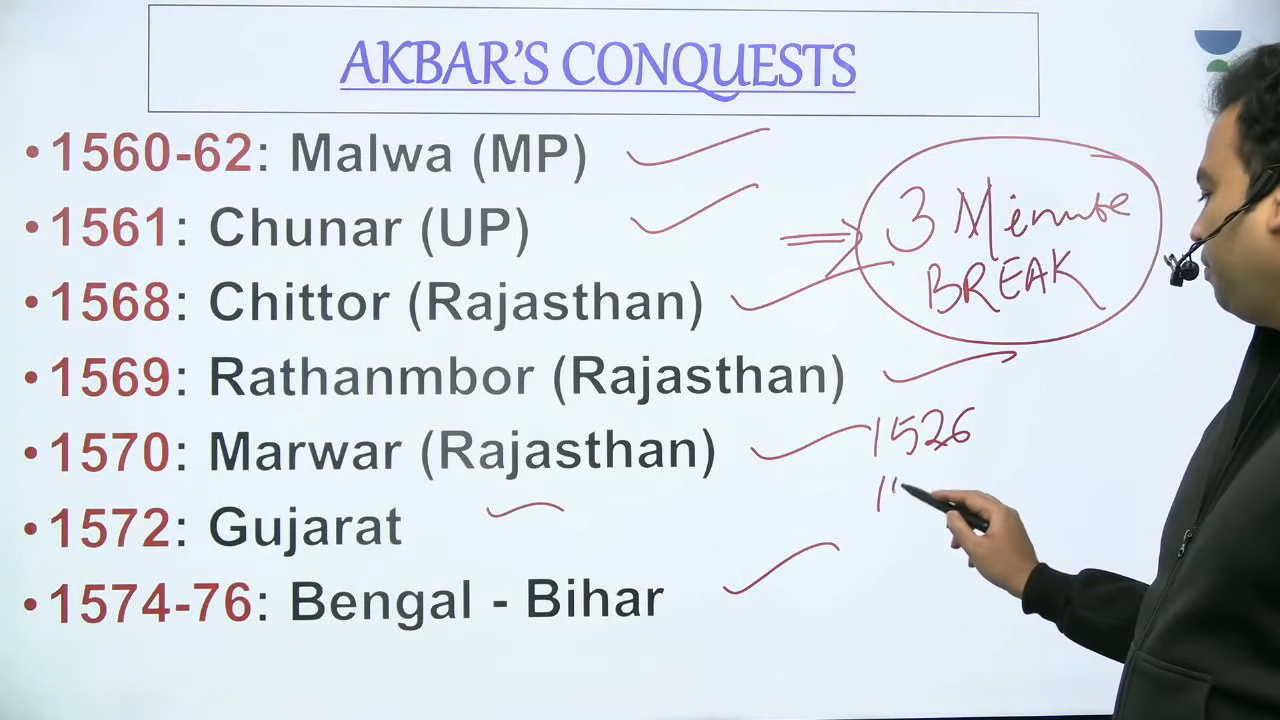 AKBAR'S CONQUESTS
• 1560-62: Malwa (MP)
• 1561: Chunar (UP)
• 1568: Chittor (Rajasthan)
• 1569: Rathanmbor (Rajasthan)
• 1570: Marwar (Rajasthan)
• 1572: Gujarat
• 1574-76: Bengal - Bihar
3 Minute
BREAK
1526